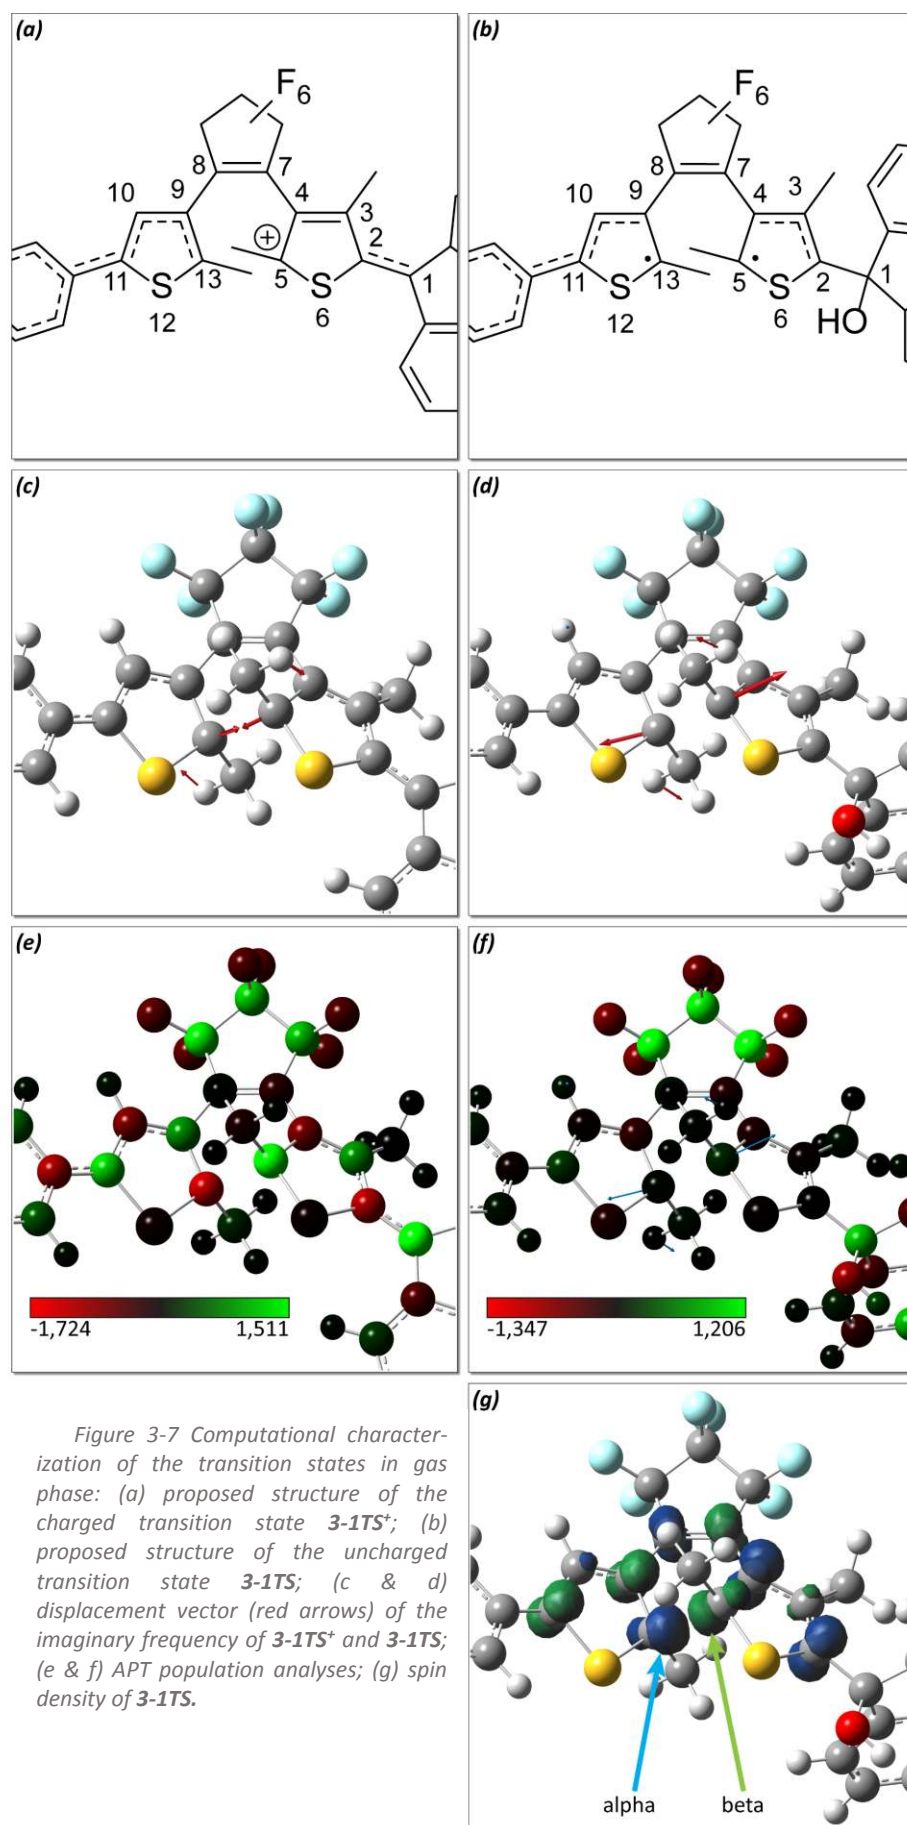 (a)
F6
8
7
10
9
4
3
2
⊕
11
S
13
5
S
1
12
6
(b)
F6
8
7
10
9
4
3
11
S
13
5
S
2
1
12
6
HO
(c)
(d)
(e)
-1,724 1,511
(f)
-1,347 1,206
(g)
alpha beta
Figure 3-7 Computational character-
ization of the transition states in gas
phase: (a) proposed structure of the
charged transition state 3-1TS⁺; (b)
proposed structure of the uncharged
transition state 3-1TS; (c & d)
displacement vector (red arrows) of the
imaginary frequency of 3-1TS⁺ and 3-1TS;
(e & f) APT population analyses; (g) spin
density of 3-1TS.